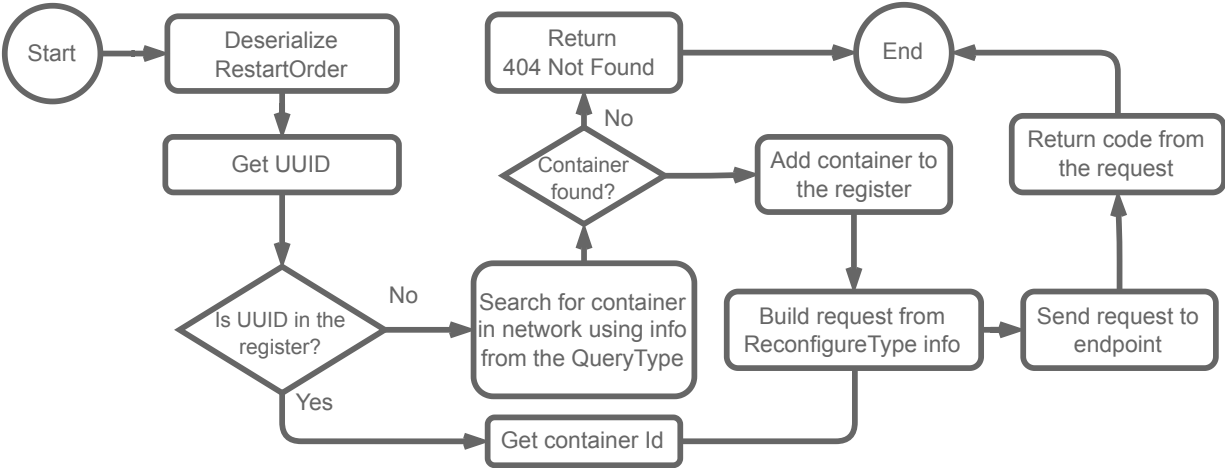 Start
Deserialize
RestartOrder
Get UUID
Is UUID in the
register?
No
Yes
Search for container
in network using info
from the QueryType
Container
found?
No
Return
404 Not Found
End
Add container to
the register
Get container Id
Build request from
ReconfigureType info
Send request to
endpoint
Return code from
the request